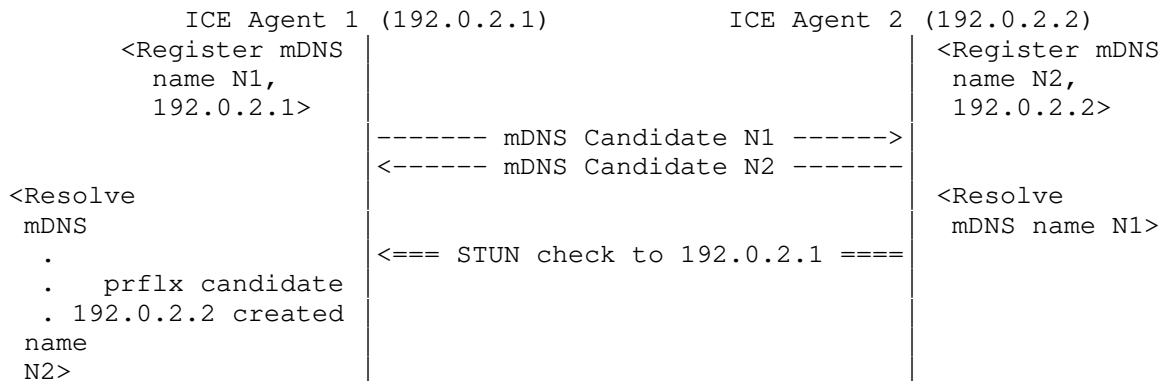 ICE Agent 1 (192.0.2.1)               ICE Agent 2 (192.0.2.2)
<Register mDNS |                                  | <Register mDNS
name N1,     |                                  |  name N2,
192.0.2.1>   |                                  |  192.0.2.2>
|------- mDNS Candidate N1 ------>|
|<------ mDNS Candidate N2 -------|
<Resolve               |                                  | <Resolve
mDNS                  |                                  |  mDNS name N1>
.                    |<=== STUN check to 192.0.2.1 ====|
.   prflx candidate |                                  |
. 192.0.2.2 created |                                  |
name                  |                                  |
N2>                   |                                  |